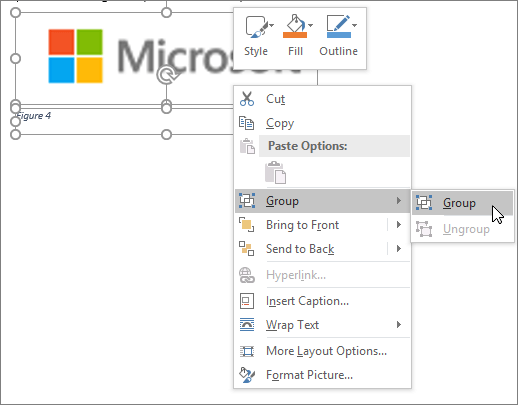 Style
Fill
Outline
Microsoft
Figure 4
Cut
Copy
Paste Options:
Group
Bring to Front
Send to Back
Hyperlink...
Insert Caption...
Wrap Text
More Layout Options...
Format Picture...
Group
Ungroup